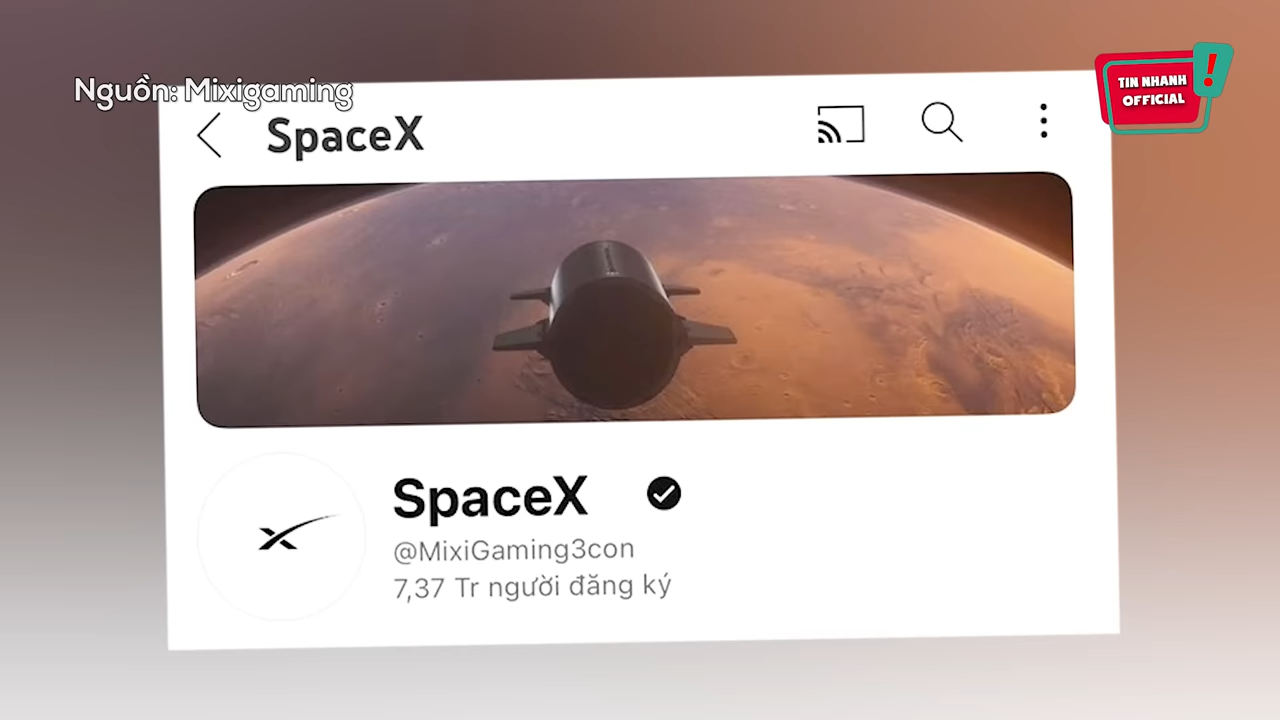 Nguồn: Mixigaming
TIN NHANH
OFFICIAL
!
SpaceX
SpaceX
@MixiGaming3con
7,37 Tr người đăng ký